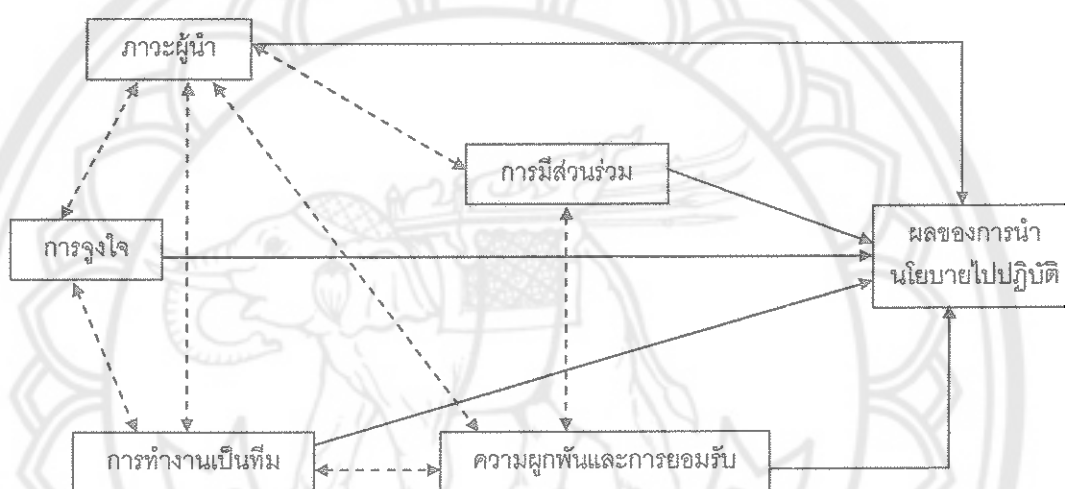 ภาวะผู้นำ
การมีส่วนร่วม
การจูงใจ
ผลของการนำ
นโยบายไปปฏิบัติ
การทำงานเป็นทีม
ความผูกพันและการยอมรับ